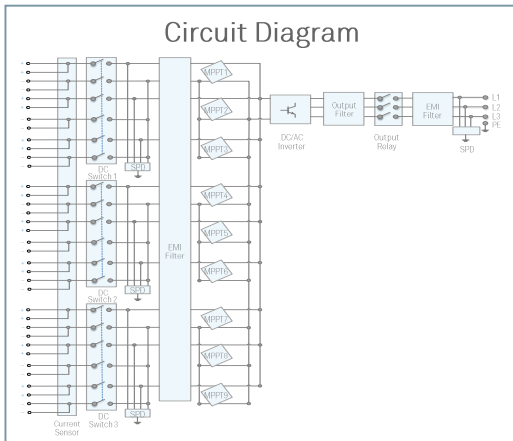 Circuit Diagram
MPPT1
MPPT2
MPPT3
SPD
DC
Switch 1
MPPT4
MPPT5
MPPT6
SPD
DC
Switch 2
EMI
Filter
MPPT7
MPPT8
MPPT9
SPD
DC
Switch 3
Current
Sensor
DC/AC
Inverter
Output
Filter
Output
Relay
EMI
Filter
L1
L2
L3
PE
SPD